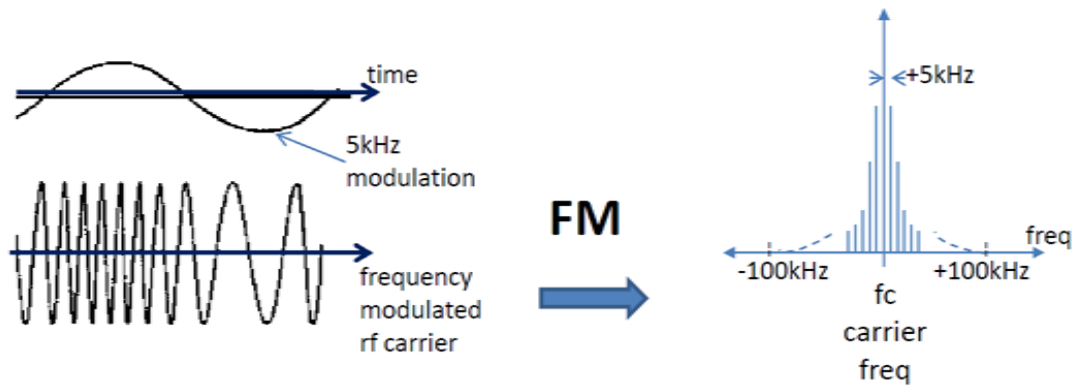 time
5kHz
modulation
frequency
modulated
rf carrier
FM
+5kHz
freq
-100kHz
+100kHz
fc
carrier
freq